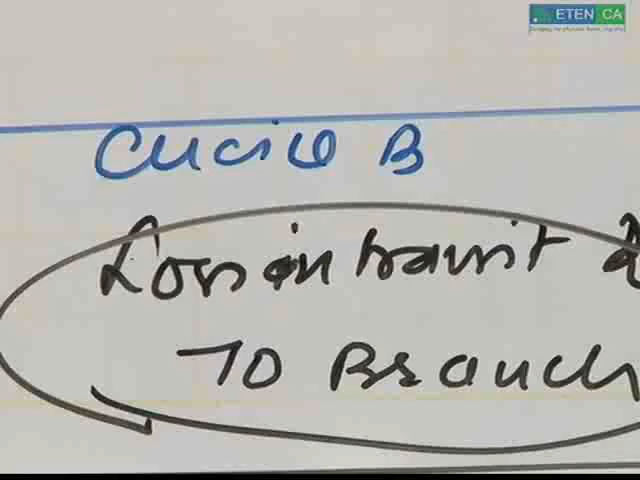 ETEN CA
Circle B
Loss in transit
To Branch